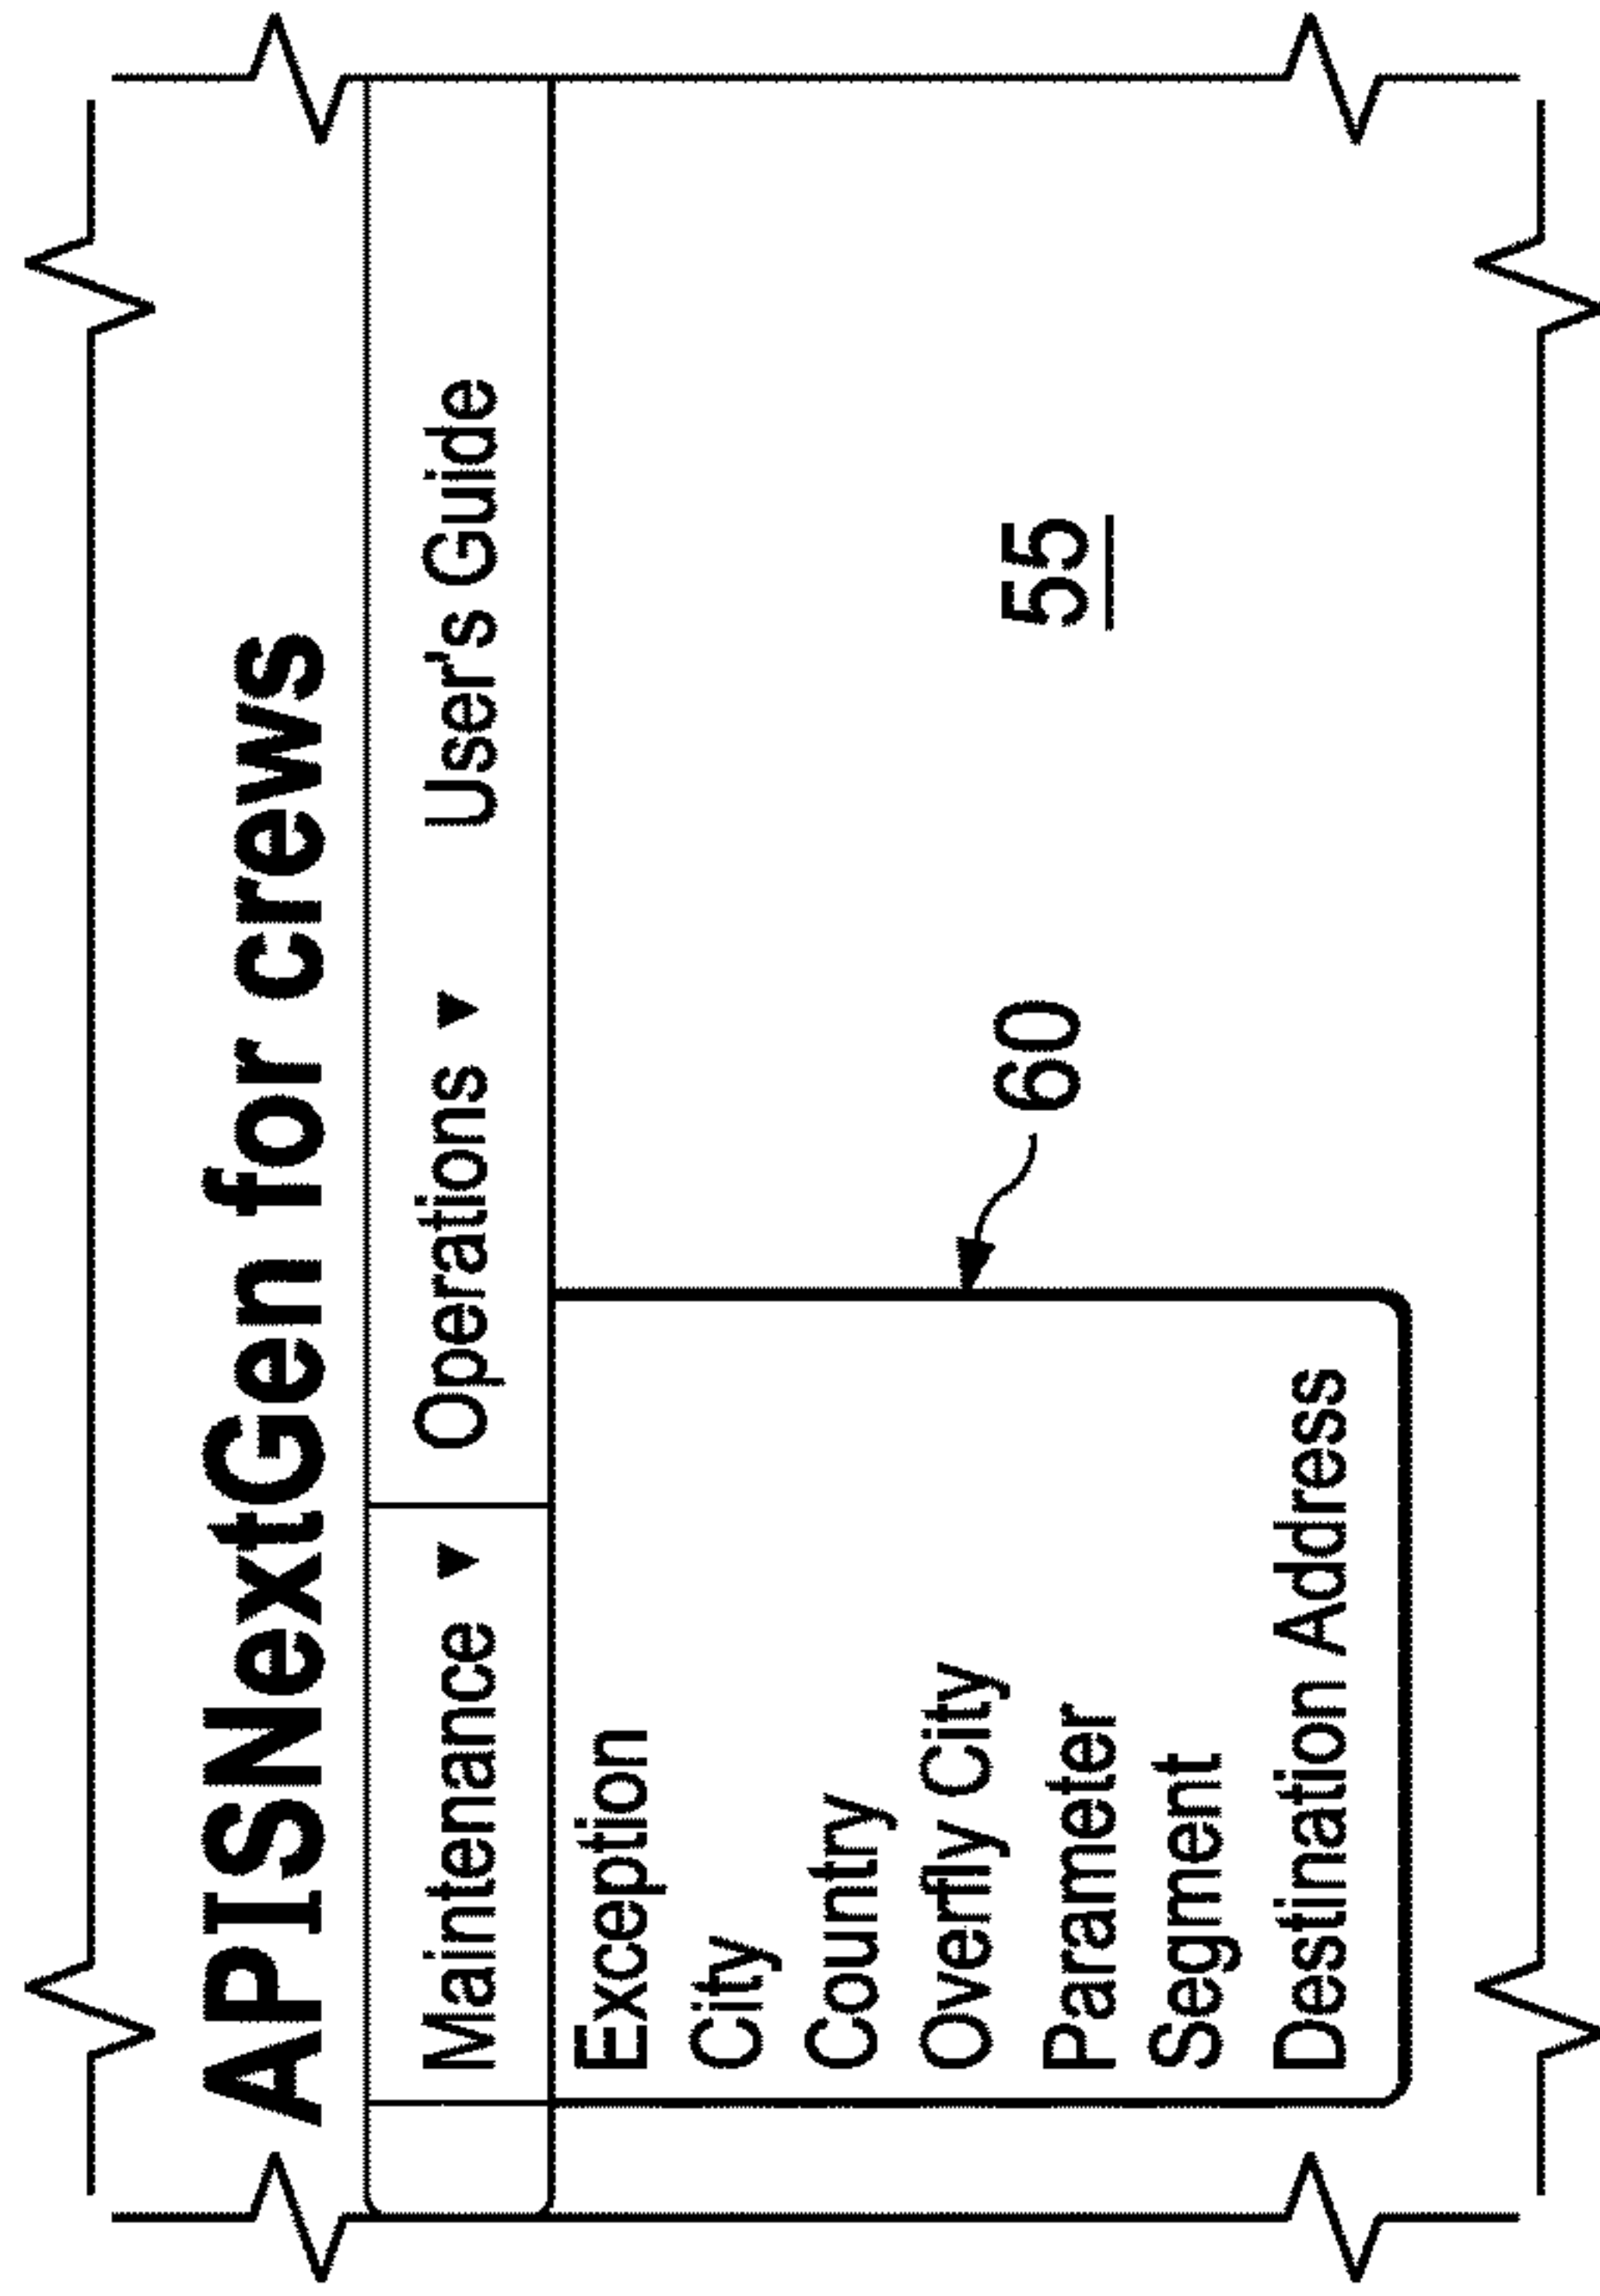 APISNextGen for crews
Maintenance ▼ Operations ▼ User's Guide
Exception
City
Country
Overfly City
Parameter
Segment
Destination Address
60
55